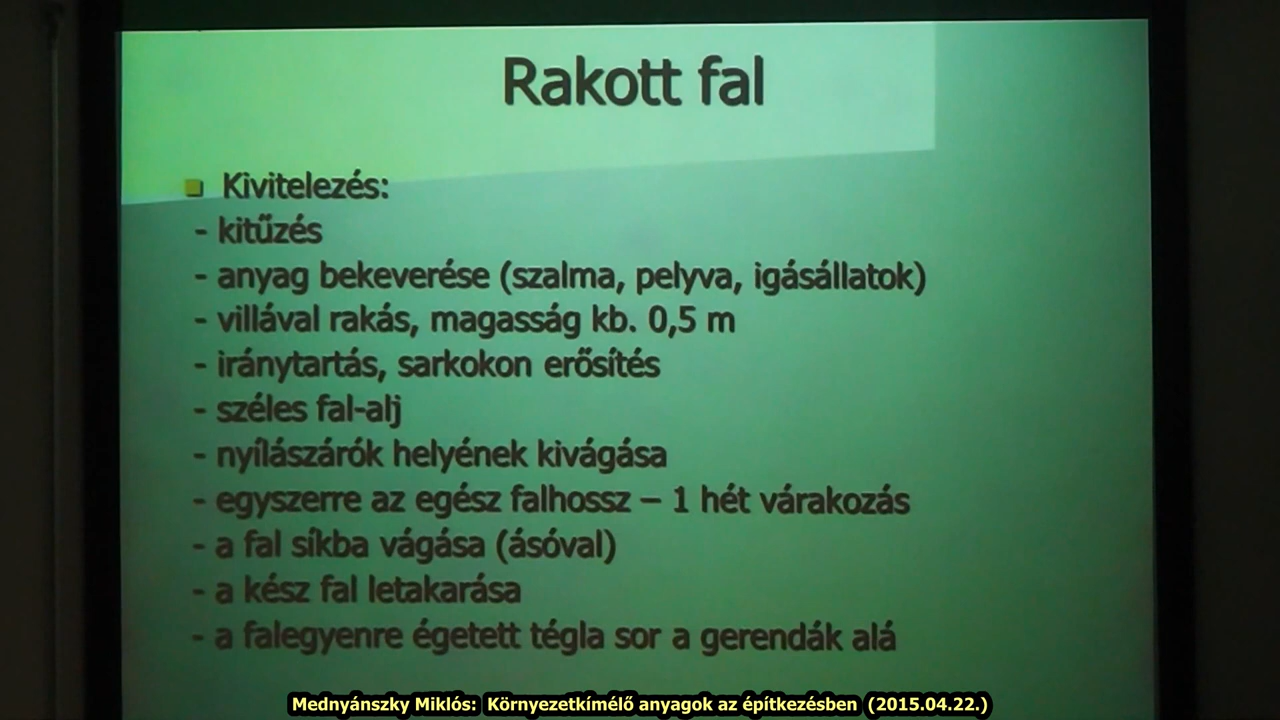 Rakott fal
Kivitelezés:
- kitűzés
- anyag bekeverése (szalma, pelyva, igásállatok)
- villával rakás, magasság kb. 0,5 m
- iránytartás, sarkokon erősítés
- széles fal-alj
- nyílászárók helyének kivágása
- egyszerre az egész falhossz – 1 hét várakozás
- a fal síkba vágása (ásóval)
- a kész fal letakarása
- a falegyenre égetett tégla sor a gerendák alá
Mednyánszky Miklós: Környezetkímélő anyagok az építkezésben (2015.04.22.)